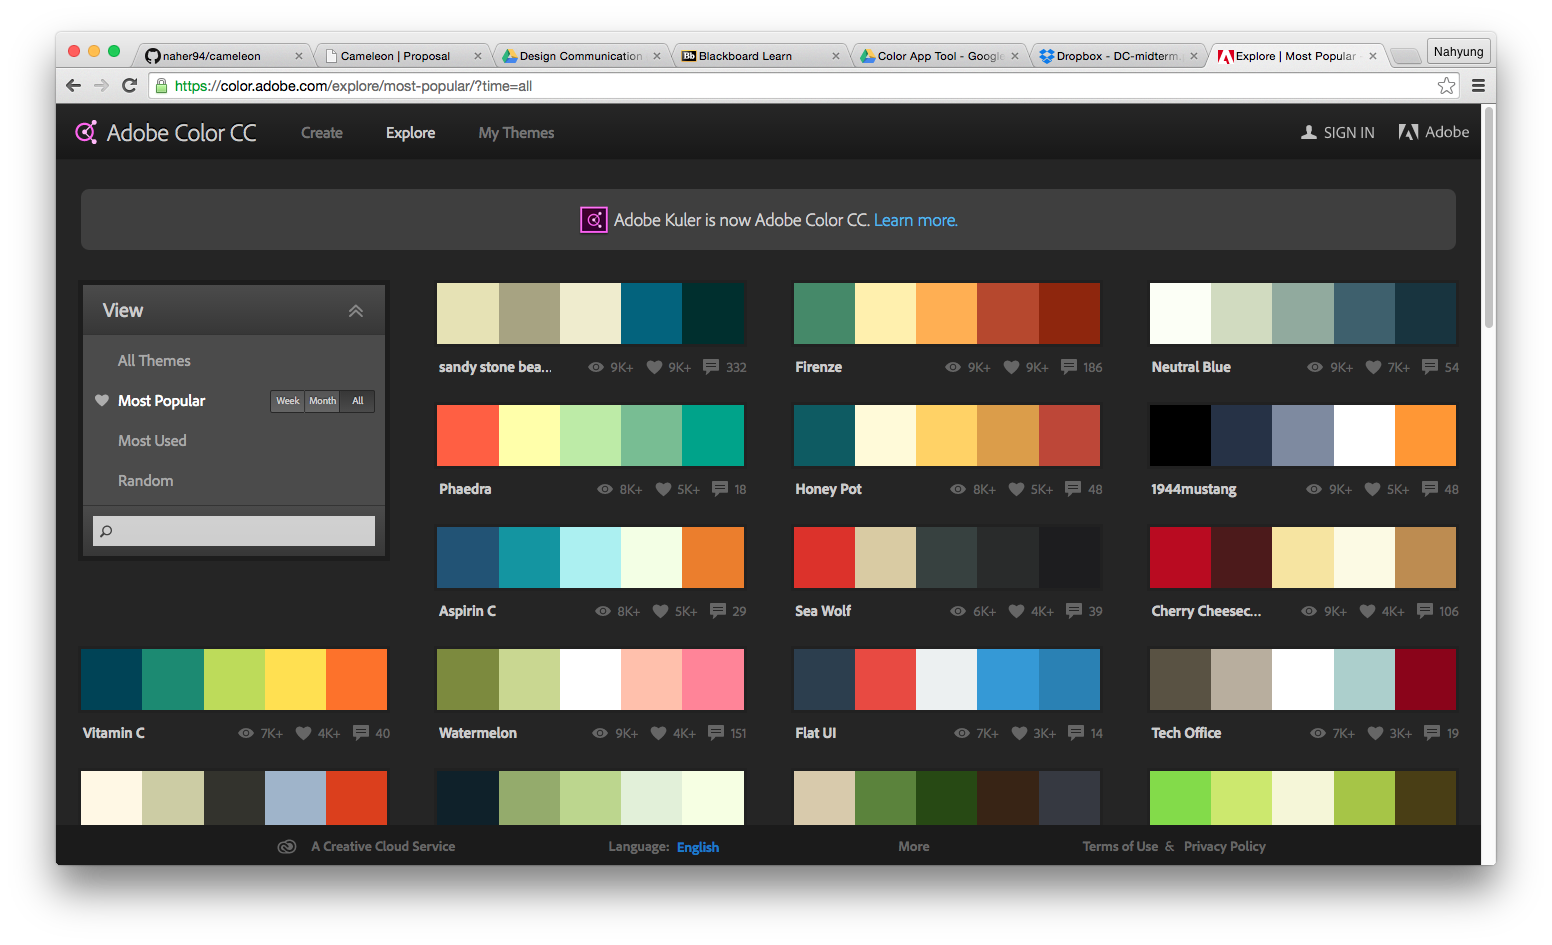 naher94/cameleon
Cameleon | Proposal
Design Communication
Bb Blackboard Learn
Color App Tool - Google
Dropbox - DC-midterm.
Explore | Most Popular
Nahyung
https://color.adobe.com/explore/most-popular/?time=all
Adobe Color CC Create Explore My Themes SIGN IN Adobe
Adobe Kuler is now Adobe Color CC. Learn more.
View
All Themes
Most Popular Week Month All
Most Used
Random
sandy stone bea... 9K+ 9K+ 332
Firenze 9K+ 9K+ 186
Neutral Blue 9K+ 7K+ 54
Phaedra 8K+ 5K+ 18
Honey Pot 8K+ 5K+ 48
1944mustang 9K+ 5K+ 48
Aspirin C 8K+ 5K+ 29
Sea Wolf 6K+ 4K+ 39
Cherry Cheesec... 9K+ 4K+ 106
Vitamin C 7K+ 4K+ 40
Watermelon 9K+ 4K+ 151
Flat UI 7K+ 3K+ 14
Tech Office 7K+ 3K+ 19
A Creative Cloud Service Language: English More Terms of Use & Privacy Policy